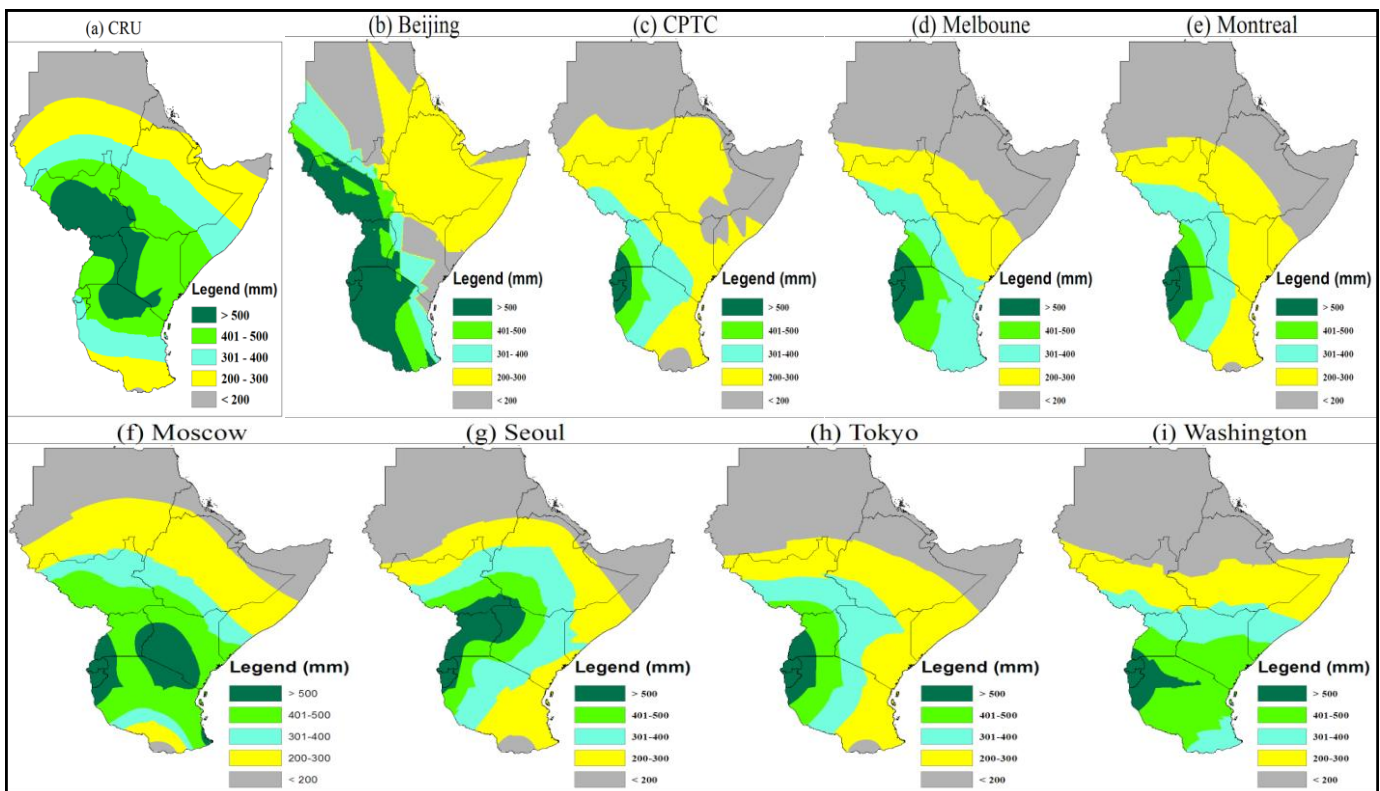 (a) CRU
(b) Beijing
(c) CPTC
(d) Melboune
(e) Montreal
Legend (mm)
> 500
401 - 500
301 - 400
200 - 300
< 200
Legend (mm)
> 500
401-500
301- 400
200-300
< 200
Legend (mm)
> 500
401-500
301-400
200-300
< 200
Legend (mm)
> 500
401-500
301-400
200-300
< 200
Legend (mm)
> 500
401-500
301-400
200-300
< 200
(f) Moscow
(g) Seoul
(h) Tokyo
(i) Washington
Legend (mm)
> 500
401-500
301-400
200-300
< 200
Legend (mm)
> 500
401-500
301-400
200-300
< 200
Legend (mm)
> 500
401-500
301-400
200-300
< 200
Legend (mm)
> 500
401-500
301-400
200-300
< 200